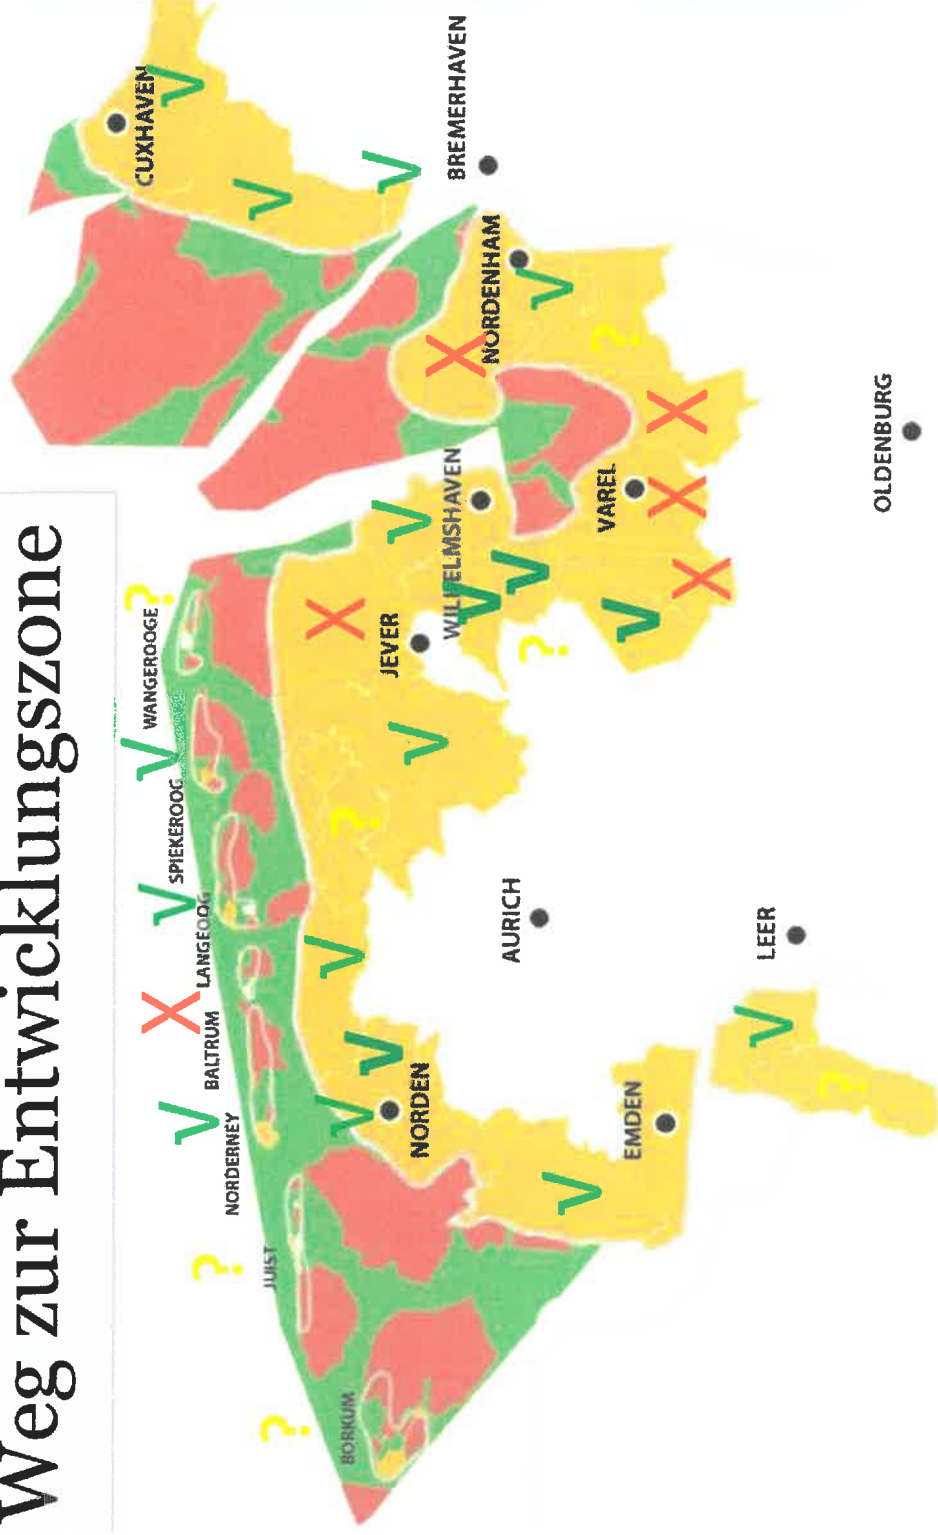 Weg zur Entwicklungszone
CUXHAVEN
BREMERHAVEN
NORDENHAM
WANGEROOGE
SPIEKEROOG
LANGEOOG
BALTRUM
NORDERNEY
JUIST
BORKUM
WILHELMSHAVEN
JEVER
VAREL
OLDENBURG
AURICH
NORDEN
EMDEN
LEER
?
?
?
?
?
?
?